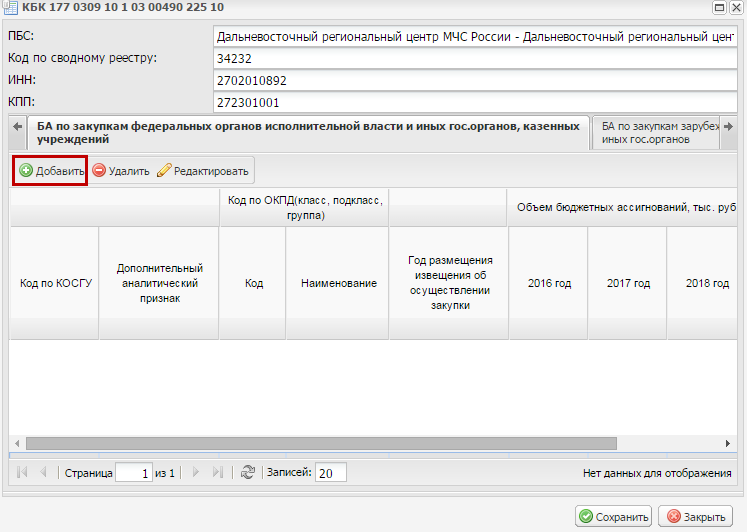 КБК 177 0309 10 1 03 00490 225 10
ПБС: Дальневосточный региональный центр МЧС России - Дальневосточный региональный цент
Код по сводному реестру: 34232
ИНН: 2702010892
КПП: 272301001
БА по закупкам федеральных органов исполнительной власти и иных гос.органов, казенных
учреждений
БА по закупкам зарубеж
иных гос.органов
Добавить Удалить Редактировать
Код по ОКПД(класс, подкласс,
группа)
Объем бюджетных ассигнований, тыс. руб
Код по КОСГУ
Дополнительный
аналитический
признак
Код
Наименование
Год размещения
извещения об
осуществлении
закупки
2016 год
2017 год
2018 год
Страница 1 из 1 Записей: 20 Нет данных для отображения
Сохранить Закрыть